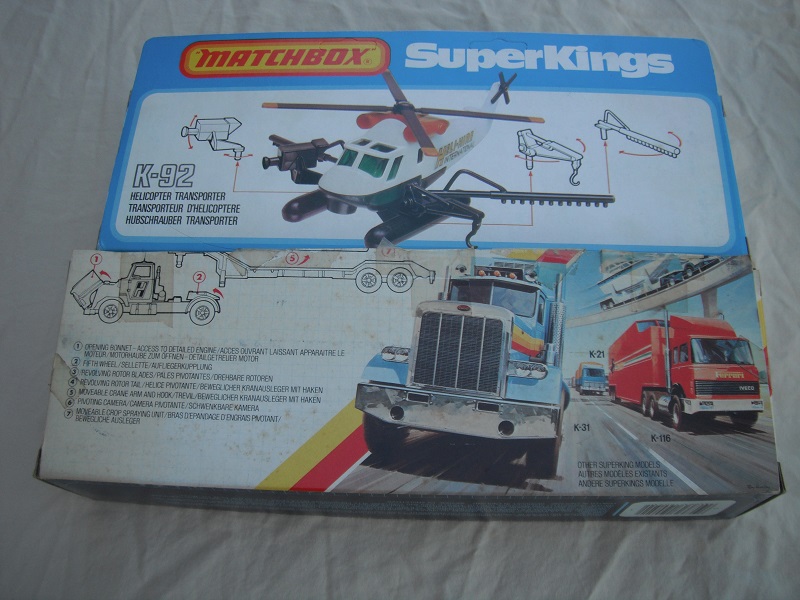 MATCHBOX SuperKings
K-92
HELICOPTER TRANSPORTER
TRANSPORTEUR D'HELICOPTERE
HUBSCHRAUBER TRANSPORTER
1
2
5
7
1 OPENING BONNET – ACCESS TO DETAILED ENGINE/ACCES OUVRANT LAISSANT APPARAITRE LE
MOTEUR/MOTORHAUBE ZUM ÖFFNEN – DETAILGETREUER MOTOR
2 FIFTH WHEEL/SELLETTE/AUFLIEGERKUPPLUNG
3 REVOLVING ROTOR BLADES/PALES PIVOTANTES/DREHBARE ROTOREN
4 REVOLVING ROTOR TAIL/HELICE PIVOTANTE/BEWEGLICHER KRANAUSLEGER MIT HAKEN
5 MOVEABLE CRANE ARM AND HOOK/TREVIL/BEWEGLICHER KRANAUSLEGER MIT HAKEN
6 PIVOTING CAMERA/CAMERA PIVOTANTE/SCHWENKBARE KAMERA
7 MOVEABLE CROP SPRAYING UNIT/BRAS D'EPANDAGE D'ENGRAIS PIVOTANT/
BEWEGLICHE AUSLEGER
K-21
Ferrari
IVECO
K-31
K-116
OTHER SUPERKING MODELS
AUTRES MODELES EXISTANTS
ANDERE SUPERKINGS MODELLE